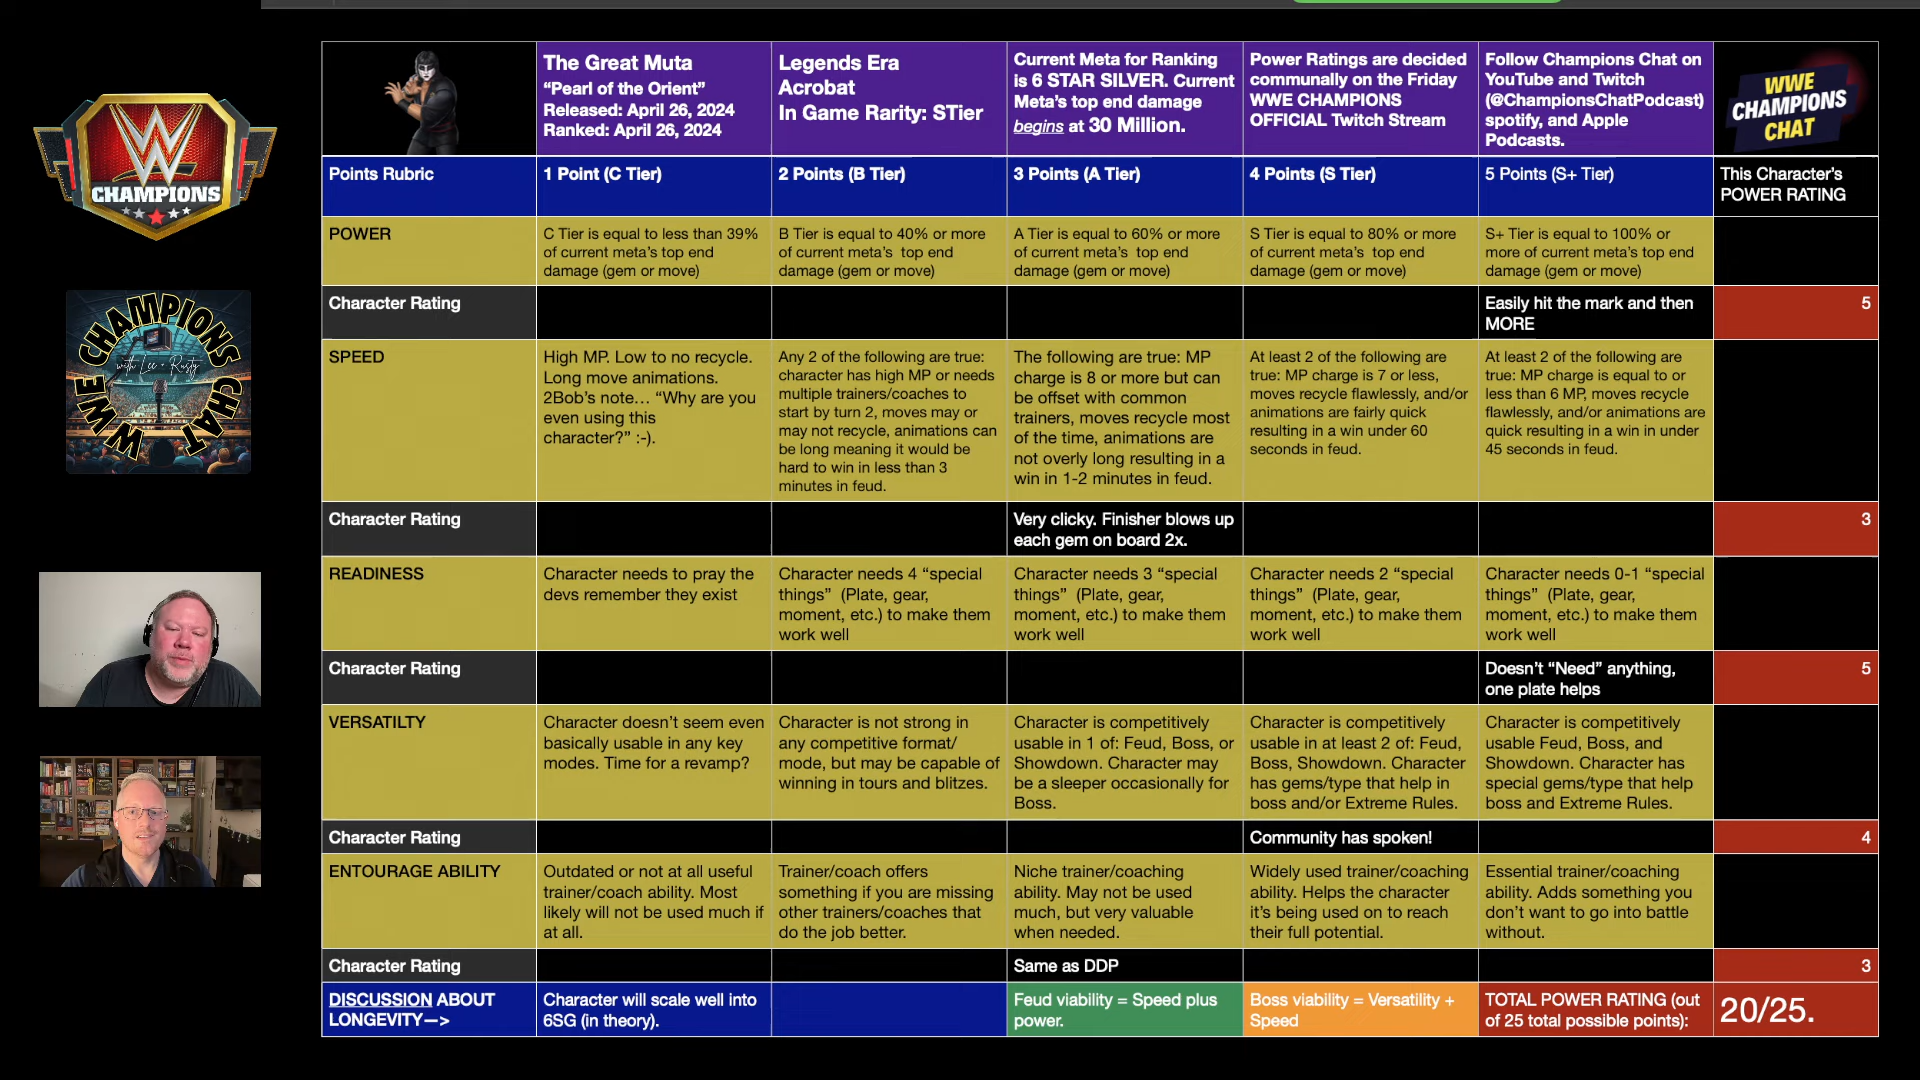 W
CHAMPIONS
WWE CHAMPIONS CHAT
with Lee + Rusty
The Great Muta
“Pearl of the Orient”
Released: April 26, 2024
Ranked: April 26, 2024
Legends Era
Acrobat
In Game Rarity: STier
Current Meta for Ranking
is 6 STAR SILVER. Current
Meta’s top end damage
begins at 30 Million.
Power Ratings are decided
communally on the Friday
WWE CHAMPIONS
OFFICIAL Twitch Stream
Follow Champions Chat on
YouTube and Twitch
(@ChampionsChatPodcast)
spotify, and Apple
Podcasts.
WWE
CHAMPIONS
CHAT
Points Rubric
1 Point (C Tier)
2 Points (B Tier)
3 Points (A Tier)
4 Points (S Tier)
5 Points (S+ Tier)
This Character's
POWER RATING
POWER
C Tier is equal to less than 39%
of current meta’s top end
damage (gem or move)
B Tier is equal to 40% or more
of current meta’s  top end
damage (gem or move)
A Tier is equal to 60% or more
of current meta’s  top end
damage (gem or move)
S Tier is equal to 80% or more
of current meta’s  top end
damage (gem or move)
S+ Tier is equal to 100% or
more of current meta’s top end
damage (gem or move)
Character Rating
Easily hit the mark and then
MORE
5
SPEED
High MP. Low to no recycle.
Long move animations.
2Bob’s note… “Why are you
even using this
character?” :-).
Any 2 of the following are true:
character has high MP or needs
multiple trainers/coaches to
start by turn 2, moves may or
may not recycle, animations can
be long meaning it would be
hard to win in less than 3
minutes in feud.
The following are true: MP
charge is 8 or more but can
be offset with common
trainers, moves recycle most
of the time, animations are
not overly long resulting in a
win in 1-2 minutes in feud.
At least 2 of the following are
true: MP charge is 7 or less,
moves recycle flawlessly, and/or
animations are fairly quick
resulting in a win under 60
seconds in feud.
At least 2 of the following are
true: MP charge is equal to or
less than 6 MP, moves recycle
flawlessly, and/or animations are
quick resulting in a win in under
45 seconds in feud.
Character Rating
Very clicky. Finisher blows up
each gem on board 2x.
3
READINESS
Character needs to pray the
devs remember they exist
Character needs 4 “special
things”  (Plate, gear,
moment, etc.) to make them
work well
Character needs 3 “special
things”  (Plate, gear,
moment, etc.) to make them
work well
Character needs 2 “special
things”  (Plate, gear,
moment, etc.) to make them
work well
Character needs 0-1 “special
things”  (Plate, gear,
moment, etc.) to make them
work well
Character Rating
Doesn’t “Need” anything,
one plate helps
5
VERSATILTY
Character doesn’t seem even
basically usable in any key
modes. Time for a revamp?
Character is not strong in
any competitive format/
mode, but may be capable of
winning in tours and blitzes.
Character is competitively
usable in 1 of: Feud, Boss, or
Showdown. Character may
be a sleeper occasionally for
Boss.
Character is competitively
usable in at least 2 of: Feud,
Boss, Showdown. Character
has gems/type that help in
boss and/or Extreme Rules.
Character is competitively
usable Feud, Boss, and
Showdown. Character has
special gems/type that help
boss and Extreme Rules.
Character Rating
Community has spoken!
4
ENTOURAGE ABILITY
Outdated or not at all useful
trainer/coach ability. Most
likely will not be used much if
at all.
Trainer/coach offers
something if you are missing
other trainers/coaches that
do the job better.
Niche trainer/coaching
ability. May not be used
much, but very valuable
when needed.
Widely used trainer/coaching
ability. Helps the character
it’s being used on to reach
their full potential.
Essential trainer/coaching
ability. Adds something you
don’t want to go into battle
without.
Character Rating
Same as DDP
3
DISCUSSION ABOUT
LONGEVITY—>
Character will scale well into
6SG (in theory).
Feud viability = Speed plus
power.
Boss viability = Versatility +
Speed
TOTAL POWER RATING (out
of 25 total possible points):
20/25.